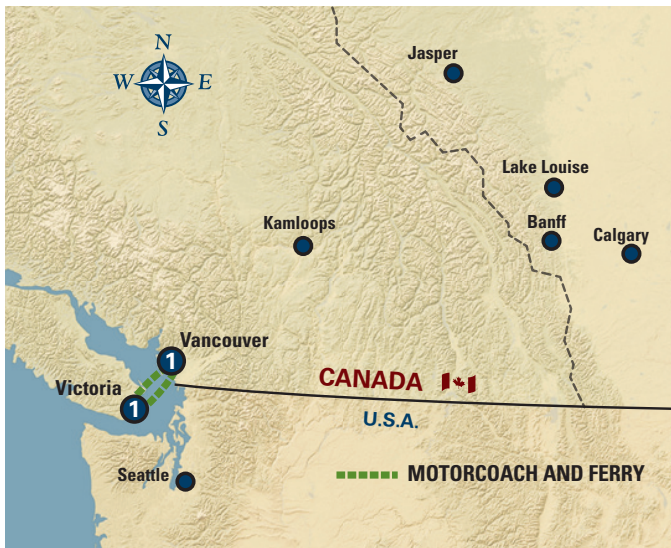 N
W E
S
Jasper
Lake Louise
Kamloops
Banff
Calgary
Vancouver
1
Victoria
1
CANADA
U.S.A.
Seattle
MOTORCOACH AND FERRY